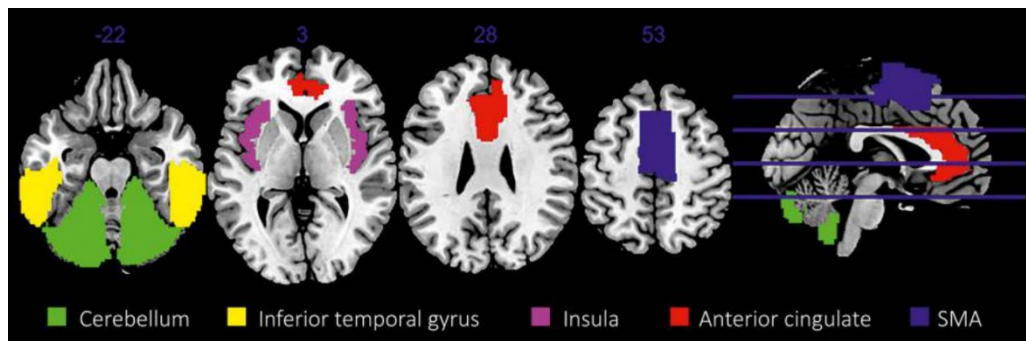 -22 3 28 53
Cerebellum Inferior temporal gyrus Insula Anterior cingulate SMA